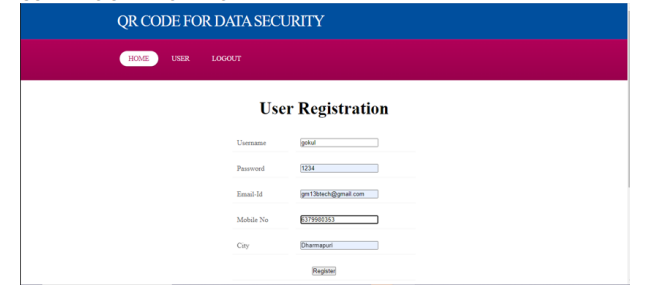 QR CODE FOR DATA SECURITY
HOME USER LOGOUT
User Registration
Username gokul
Password 1234
Email-Id gm13btech@gmail.com
Mobile No 6379980353
City Dharmapuri
Register